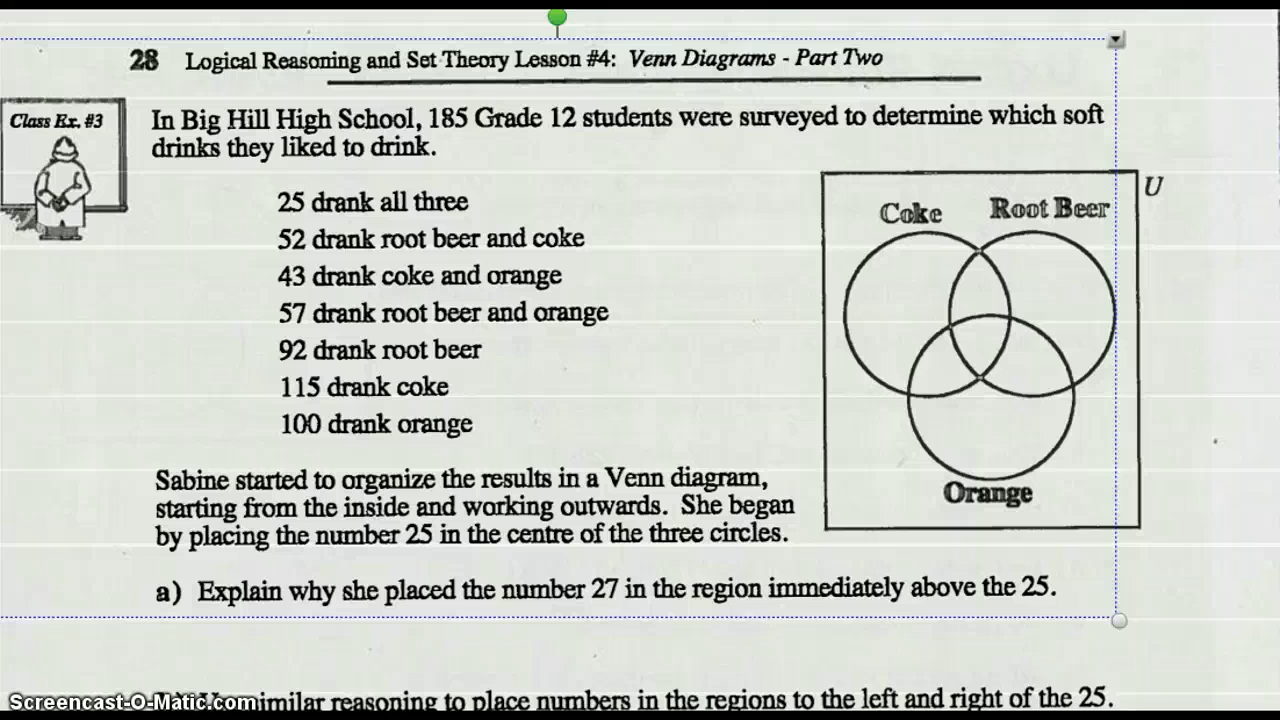 28 Logical Reasoning and Set Theory Lesson #4: Venn Diagrams - Part Two
Class Ex. #3
In Big Hill High School, 185 Grade 12 students were surveyed to determine which soft
drinks they liked to drink.
25 drank all three
52 drank root beer and coke
43 drank coke and orange
57 drank root beer and orange
92 drank root beer
115 drank coke
100 drank orange
U
Coke Root Beer
Orange
Sabine started to organize the results in a Venn diagram,
starting from the inside and working outwards. She began
by placing the number 25 in the centre of the three circles.
a) Explain why she placed the number 27 in the region immediately above the 25.
similar reasoning to place numbers in the regions to the left and right of the 25.
Screencast-O-Matic.com